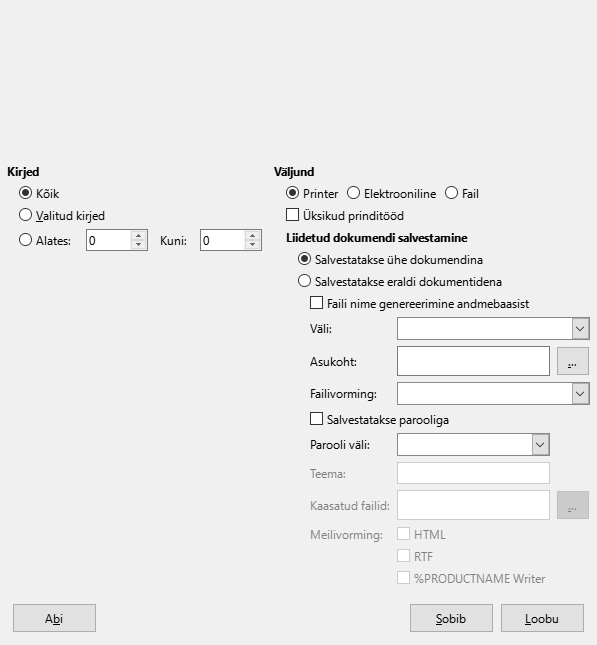 Kirjed
Kõik
Valitud kirjed
Alates: 0 Kuni: 0
Väljund
Printer Elektrooniline Fail
Üksikud prinditööd
Liidetud dokumendi salvestamine
Salvestatakse ühe dokumendina
Salvestatakse eraldi dokumentidena
Faili nime genereerimine andmebaasist
Väli:
Asukoht: ...
Failivorming:
Salvestatakse parooliga
Parooli väli:
Teema:
Kaasatud failid: ...
Meilivorming: HTML
RTF
%PRODUCTNAME Writer
Abi Sobib Loobu